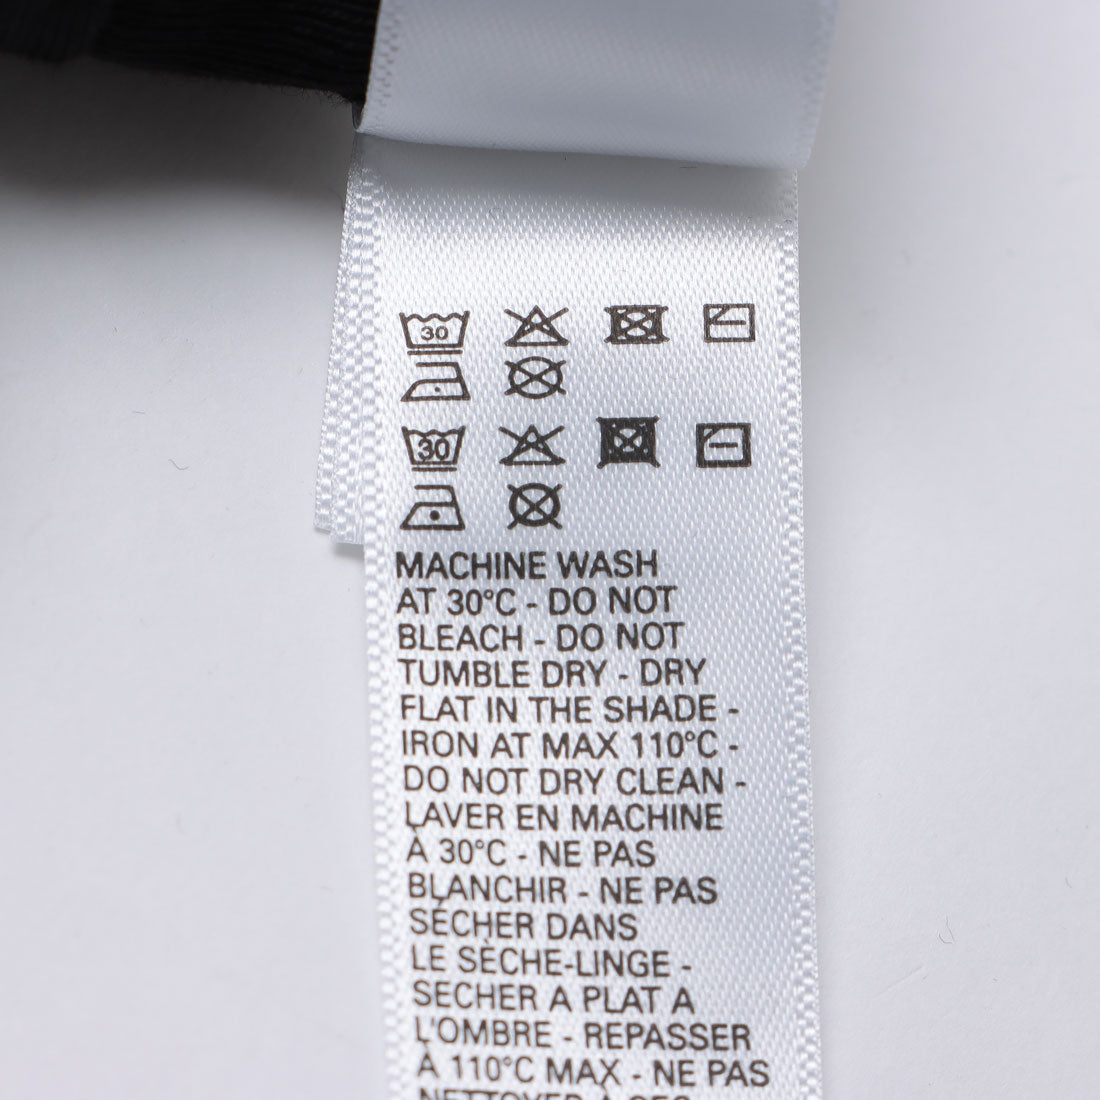 30
30
MACHINE WASH
AT 30°C - DO NOT
BLEACH - DO NOT
TUMBLE DRY - DRY
FLAT IN THE SHADE -
IRON AT MAX 110°C -
DO NOT DRY CLEAN -
LAVER EN MACHINE
À 30°C - NE PAS
BLANCHIR - NE PAS
SÉCHER DANS
LE SÈCHE-LINGE -
SECHER A PLAT A
L'OMBRE - REPASSER
À 110°C MAX - NE PAS
NETTOYER À SEC